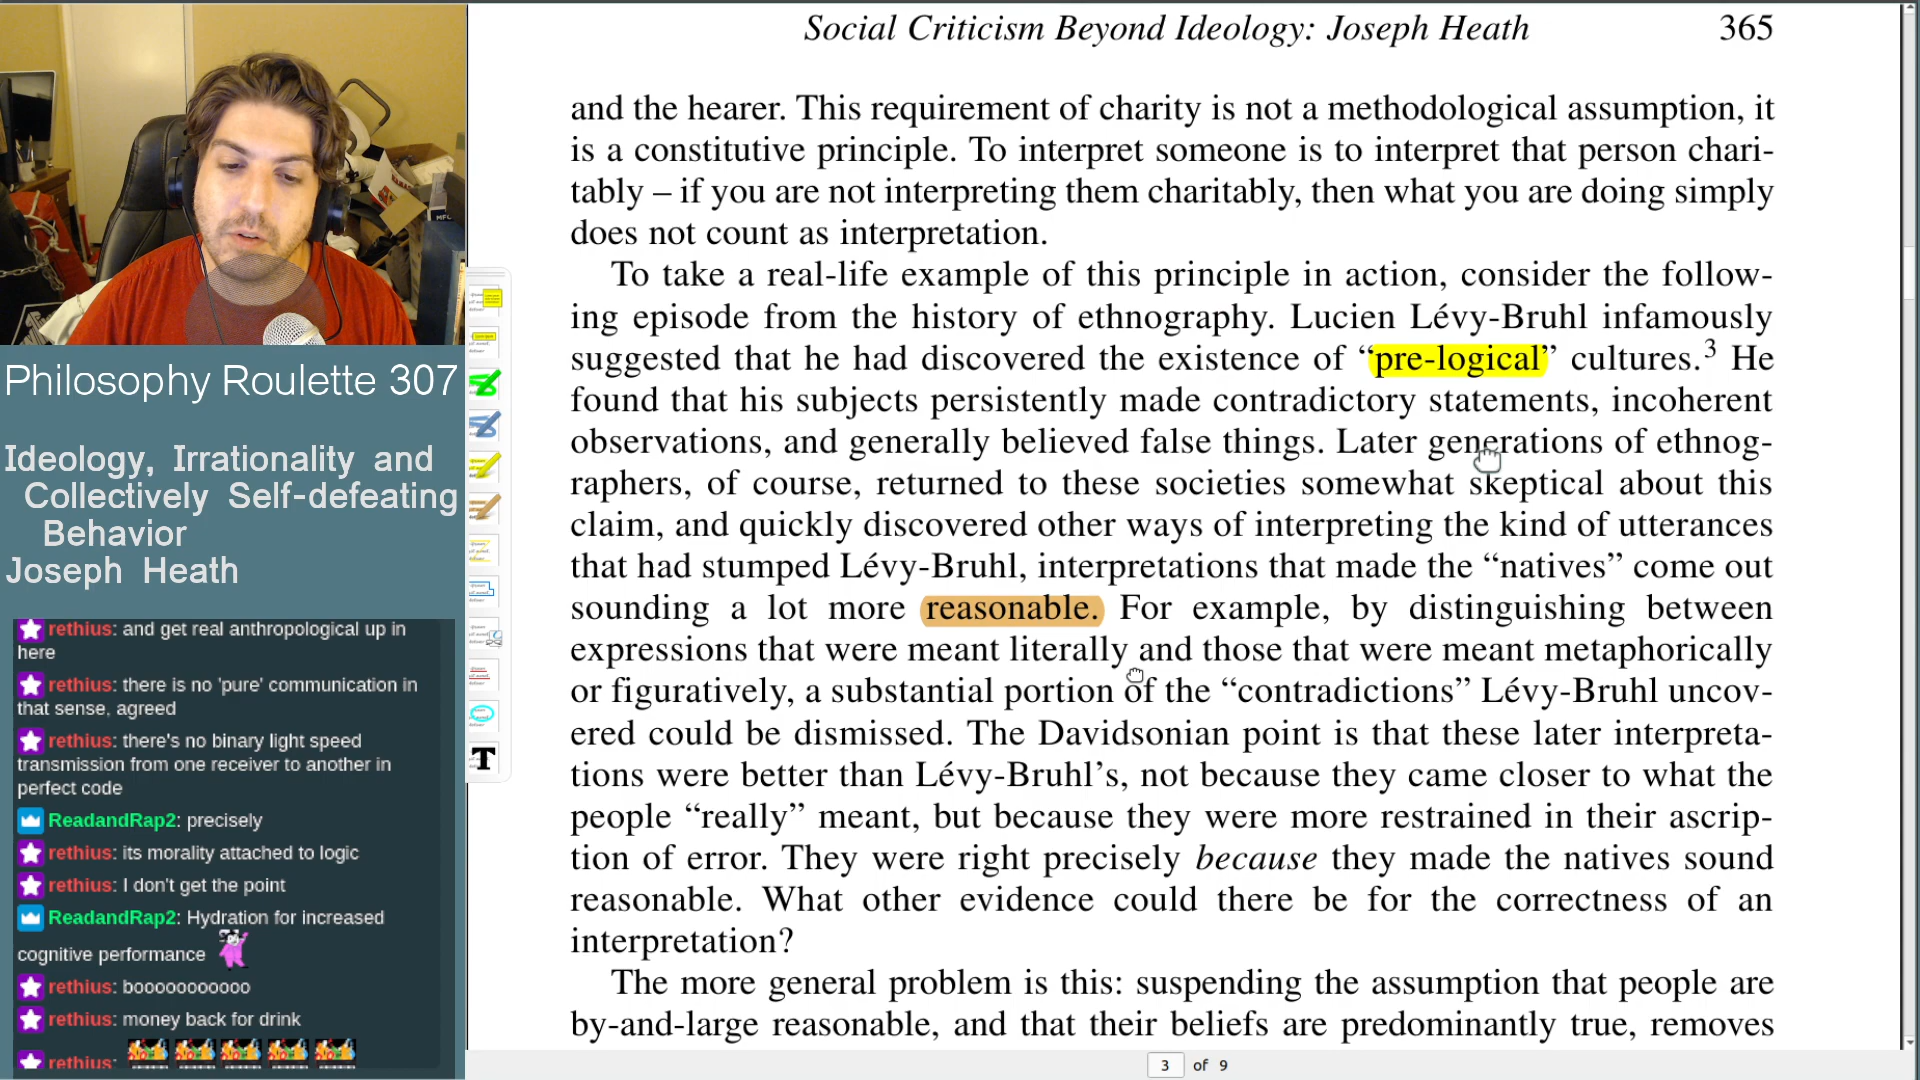 Social Criticism Beyond Ideology: Joseph Heath 365
and the hearer. This requirement of charity is not a methodological assumption, it
is a constitutive principle. To interpret someone is to interpret that person chari-
tably – if you are not interpreting them charitably, then what you are doing simply
does not count as interpretation.
To take a real-life example of this principle in action, consider the follow-
ing episode from the history of ethnography. Lucien Lévy-Bruhl infamously
suggested that he had discovered the existence of “pre-logical” cultures.3 He
found that his subjects persistently made contradictory statements, incoherent
observations, and generally believed false things. Later generations of ethnog-
raphers, of course, returned to these societies somewhat skeptical about this
claim, and quickly discovered other ways of interpreting the kind of utterances
that had stumped Lévy-Bruhl, interpretations that made the “natives” come out
sounding a lot more reasonable. For example, by distinguishing between
expressions that were meant literally and those that were meant metaphorically
or figuratively, a substantial portion of the “contradictions” Lévy-Bruhl uncov-
ered could be dismissed. The Davidsonian point is that these later interpreta-
tions were better than Lévy-Bruhl’s, not because they came closer to what the
people “really” meant, but because they were more restrained in their ascrip-
tion of error. They were right precisely because they made the natives sound
reasonable. What other evidence could there be for the correctness of an
interpretation?
The more general problem is this: suspending the assumption that people are
by-and-large reasonable, and that their beliefs are predominantly true, removes
3 of 9
Philosophy Roulette 307
Ideology, Irrationality and
Collectively Self-defeating
Behavior
Joseph Heath
rethius: and get real anthropological up in
here
rethius: there is no 'pure' communication in
that sense, agreed
rethius: there's no binary light speed
transmission from one receiver to another in
perfect code
ReadandRap2: precisely
rethius: its morality attached to logic
rethius: I don't get the point
ReadandRap2: Hydration for increased
cognitive performance
rethius: booooooooooo
rethius: money back for drink
rethius:
T